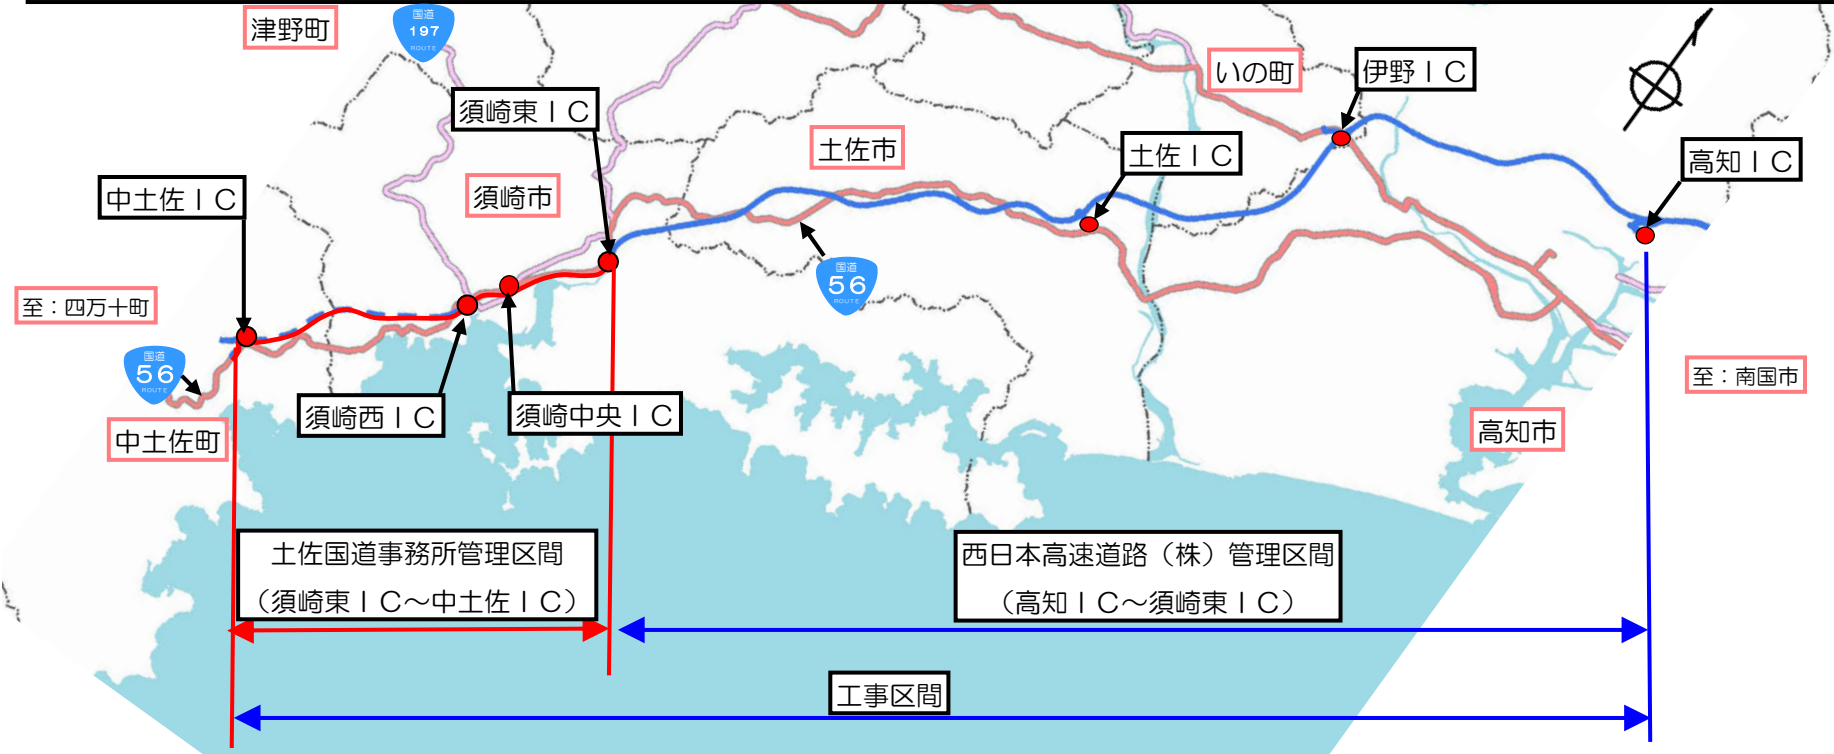 津野町
国道
197
ROUTE
いの町
伊野ＩＣ
須崎東ＩＣ
土佐市
土佐ＩＣ
高知ＩＣ
中土佐ＩＣ
須崎市
国道
56
ROUTE
至：四万十町
国道
56
ROUTE
至：南国市
須崎西ＩＣ
須崎中央ＩＣ
中土佐町
高知市
土佐国道事務所管理区間
（須崎東ＩＣ～中土佐ＩＣ）
西日本高速道路（株）管理区間
（高知ＩＣ～須崎東ＩＣ）
工事区間